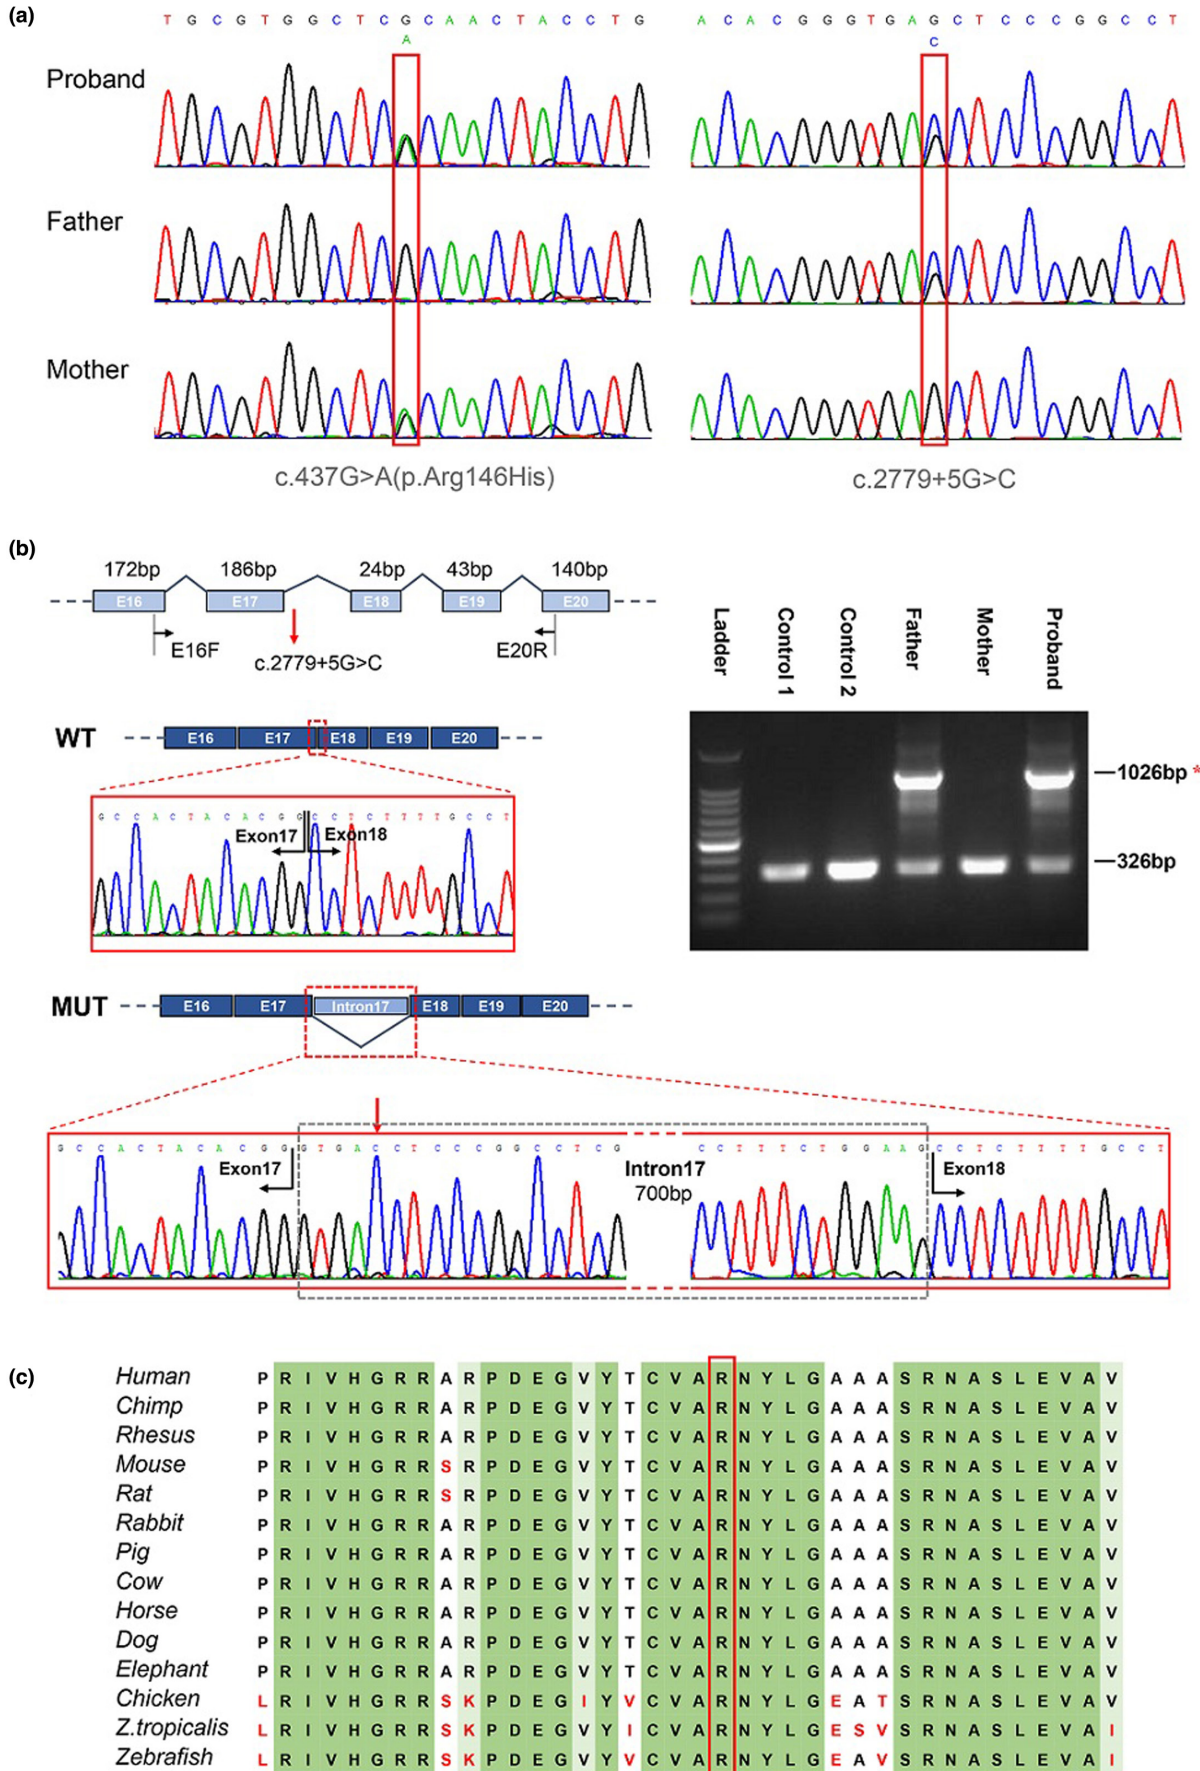 (a)
T G C G T G G C T C G C A A C T A C C T G
A
A C A C G G G T G A G C T C C C G G C C T
C
Proband
Father
Mother
c.437G>A(p.Arg146His)
c.2779+5G>C
(b)
172bp 186bp 24bp 43bp 140bp
E16 E17 E18 E19 E20
E16F E20R
c.2779+5G>C
Ladder
Control 1
Control 2
Father
Mother
Proband
1026bp *
326bp
WT
E16 E17 E18 E19 E20
G C C A C T A C A C G G C C T C T T T T G C C T
Exon17 Exon18
MUT
E16 E17 Intron17 E18 E19 E20
G C C A C T A C A C G G G T G A C C T C C C G G C C T C G
C C T T T C T G G A A G C C T C T T T T G C C T
Exon17
Intron17
700bp
Exon18
(c)
Human P R I V H G R R A R P D E G V Y T C V A R N Y L G A A A S R N A S L E V A V
Chimp P R I V H G R R A R P D E G V Y T C V A R N Y L G A A A S R N A S L E V A V
Rhesus P R I V H G R R A R P D E G V Y T C V A R N Y L G A A A S R N A S L E V A V
Mouse P R I V H G R R S R P D E G V Y T C V A R N Y L G A A A S R N A S L E V A V
Rat P R I V H G R R S R P D E G V Y T C V A R N Y L G A A A S R N A S L E V A V
Rabbit P R I V H G R R A R P D E G V Y T C V A R N Y L G A A A S R N A S L E V A V
Pig P R I V H G R R A R P D E G V Y T C V A R N Y L G A A A S R N A S L E V A V
Cow P R I V H G R R A R P D E G V Y T C V A R N Y L G A A A S R N A S L E V A V
Horse P R I V H G R R A R P D E G V Y T C V A R N Y L G A A A S R N A S L E V A V
Dog P R I V H G R R A R P D E G V Y T C V A R N Y L G A A A S R N A S L E V A V
Elephant P R I V H G R R A R P D E G V Y T C V A R N Y L G A A A S R N A S L E V A V
Chicken L R I V H G R R S K P D E G I Y V C V A R N Y L G E A T S R N A S L E V A V
Z.tropicalis L R I V H G R R S K P D E G V Y I C V A R N Y L G E S V S R N A S L E V A I
Zebrafish L R I V H G R R S K P D E G V Y V C V A R N Y L G E A V S R N A S L E V A I